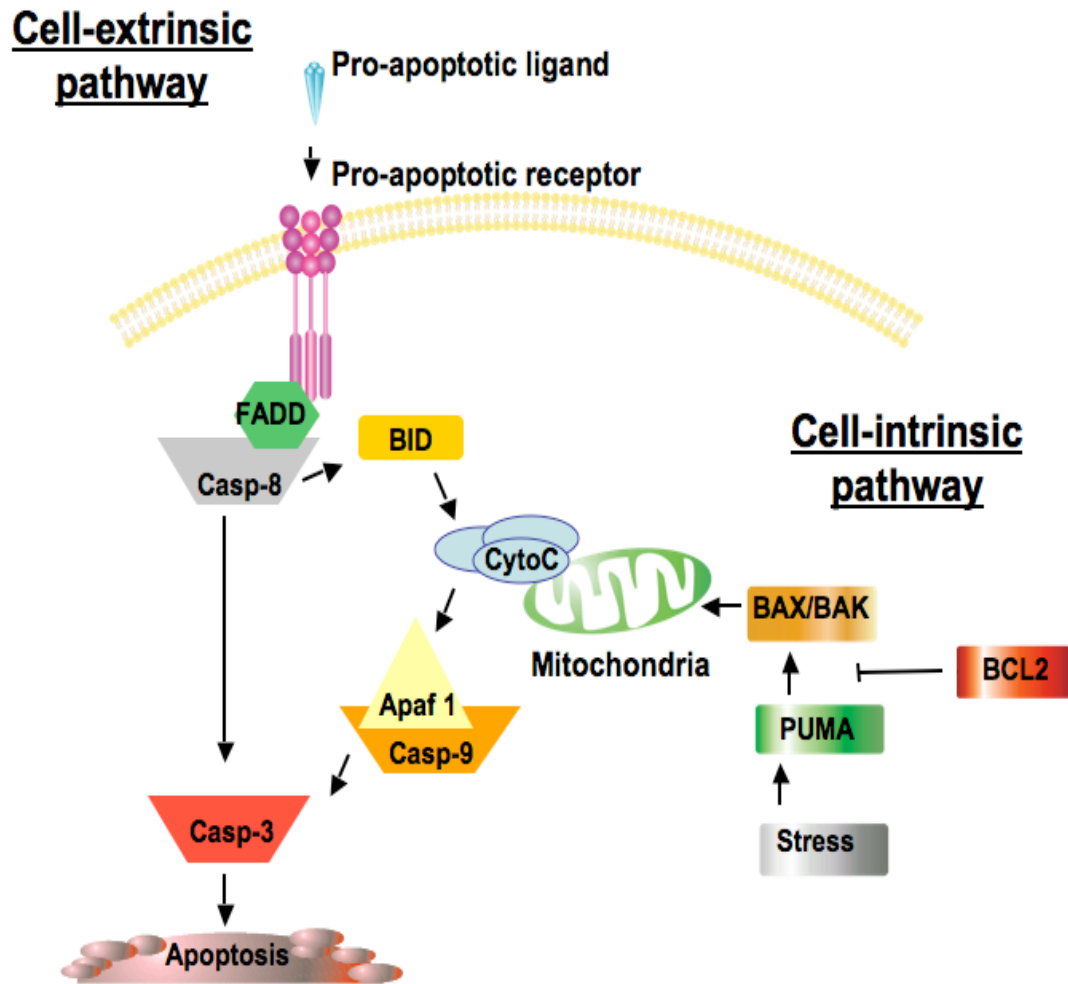 Cell-extrinsic
pathway
Pro-apoptotic ligand
Pro-apoptotic receptor
FADD
Casp-8
BID
Cell-intrinsic
pathway
CytoC
Mitochondria
BAX/BAK
BCL2
PUMA
Stress
Apaf 1
Casp-9
Casp-3
Apoptosis